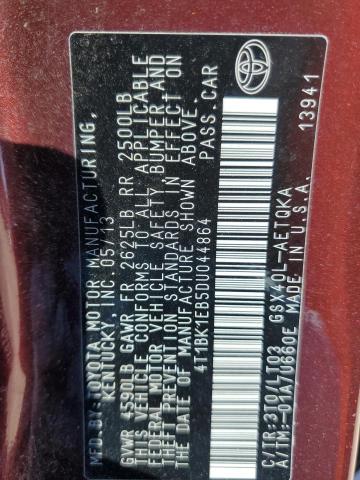 MFD. BY: TOYOTA MOTOR MANUFACTURING,
KENTUCKY, INC. 05/13
GVWR 4590LB GAWR FR 2625LB RR 2500LB
THIS VEHICLE CONFORMS TO ALL APPLICABLE
FEDERAL MOTOR VEHICLE SAFETY, BUMPER AND
THEFT PREVENTION STANDARDS IN EFFECT ON
THE DATE OF MANUFACTURE SHOWN ABOVE.
4T1BK1EB5DU044864 PASS.CAR
C/TR:3T0/LT03 GSX40L-AETQKA
A/TM:-01A/U660E MADE IN U.S.A. 13941